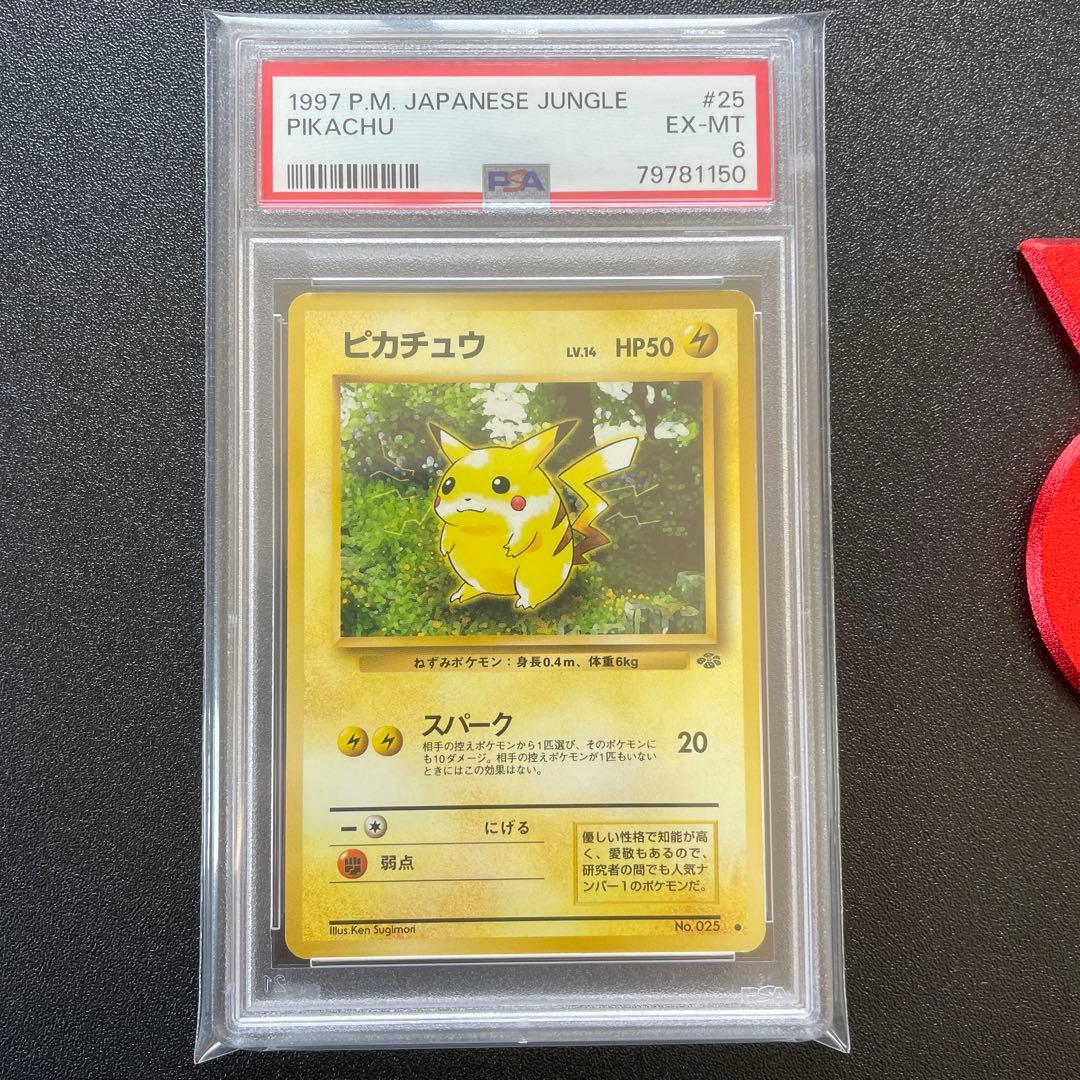 1997 P.M. JAPANESE JUNGLE #25
PIKACHU EX-MT
6
PSA 79781150
ピカチュウ LV.14 HP50
ねずみポケモン：身長0.4m、体重6kg
スパーク 20
相手の控えポケモンから1匹選び、そのポケモンに
も10ダメージ。相手の控えポケモンが1匹もいない
ときにはこの効果はない。
ー にげる
弱点
優しい性格で知能が高
く、愛敬もあるので、
研究者の間でも人気ナ
ンバー1のポケモンだ。
Illus.Ken Sugimori No.025
21 PSA